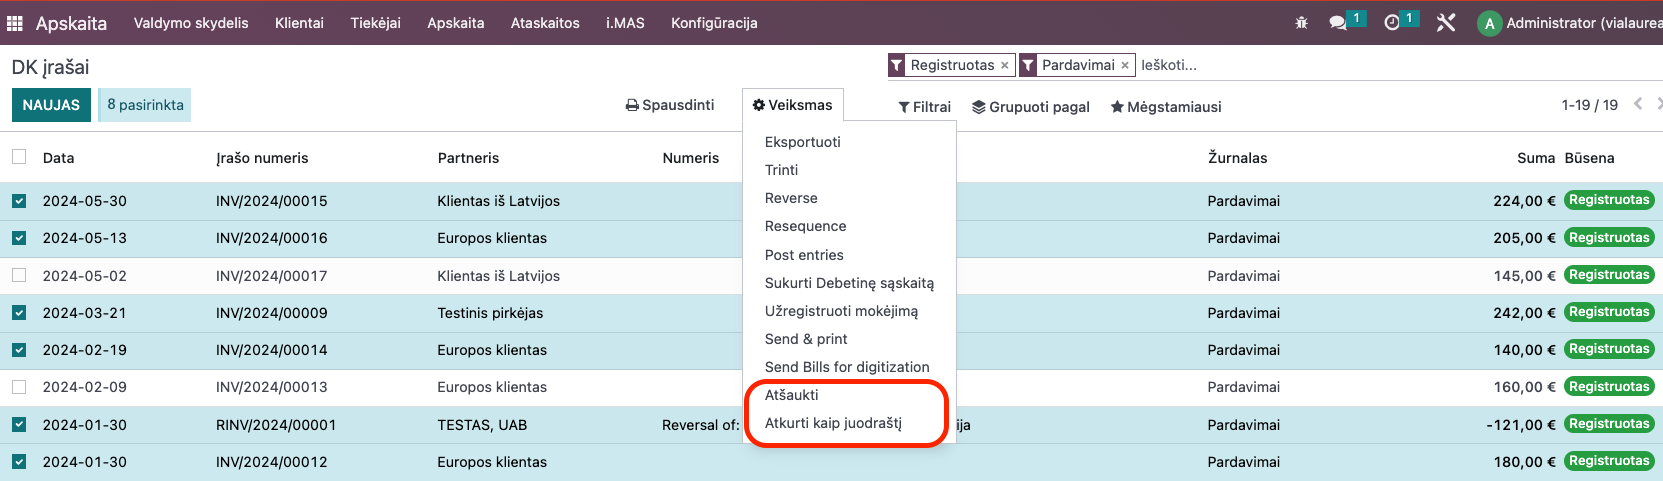 Apskaita Valdymo skydelis Klientai Tiekėjai Apskaita Ataskaitos i.MAS Konfigūracija 1 1 A Administrator (vialaurea
DK įrašai Registruotas × Pardavimai × Ieškoti...
NAUJAS 8 pasirinkta Spausdinti Veiksmas Filtrai Grupuoti pagal Mėgstamiausi 1-19 / 19
Data Įrašo numeris Partneris Numeris Žurnalas Suma Būsena
2024-05-30 INV/2024/00015 Klientas iš Latvijos Pardavimai 224,00 € Registruotas
2024-05-13 INV/2024/00016 Europos klientas Pardavimai 205,00 € Registruotas
2024-05-02 INV/2024/00017 Klientas iš Latvijos Pardavimai 145,00 € Registruotas
2024-03-21 INV/2024/00009 Testinis pirkėjas Pardavimai 242,00 € Registruotas
2024-02-19 INV/2024/00014 Europos klientas Pardavimai 140,00 € Registruotas
2024-02-09 INV/2024/00013 Europos klientas Pardavimai 160,00 € Registruotas
2024-01-30 RINV/2024/00001 TESTAS, UAB Reversal of: ija Pardavimai -121,00 € Registruotas
2024-01-30 INV/2024/00012 Europos klientas Pardavimai 180,00 € Registruotas
Eksportuoti
Trinti
Reverse
Resequence
Post entries
Sukurti Debetinę sąskaitą
Užregistruoti mokėjimą
Send & print
Send Bills for digitization
Atšaukti
Atkurti kaip juodraštį